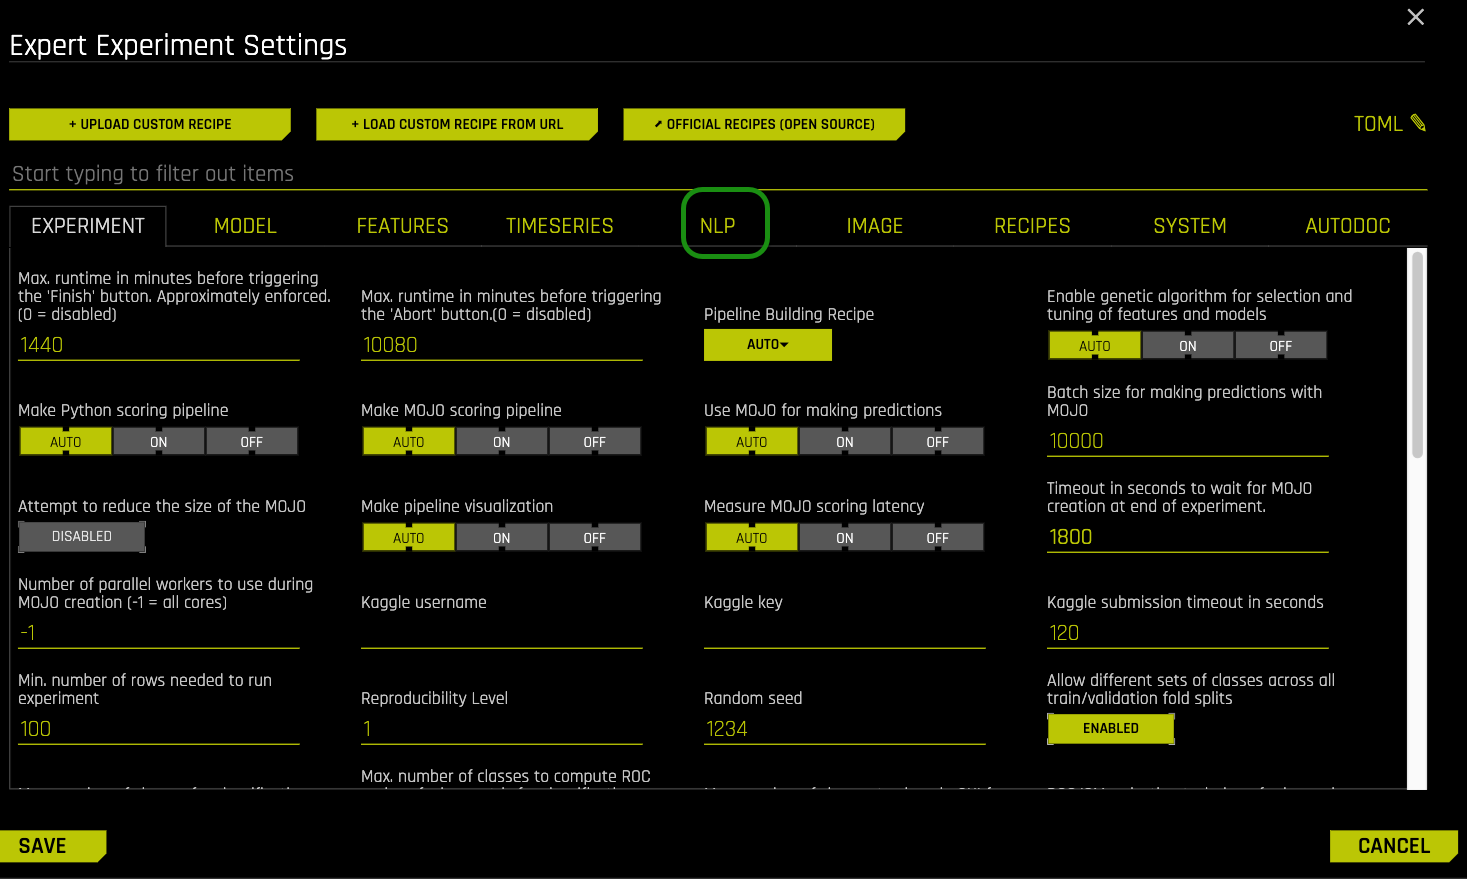 Expert Experiment Settings
+ UPLOAD CUSTOM RECIPE
+ LOAD CUSTOM RECIPE FROM URL
OFFICIAL RECIPES (OPEN SOURCE)
TOML
Start typing to filter out items
EXPERIMENT
MODEL
FEATURES
TIMESERIES
NLP
IMAGE
RECIPES
SYSTEM
AUTODOC
Max. runtime in minutes before triggering
the 'Finish' button. Approximately enforced.
(0 = disabled)
1440
Max. runtime in minutes before triggering
the 'Abort' button.(0 = disabled)
10080
Pipeline Building Recipe
AUTO
Enable genetic algorithm for selection and
tuning of features and models
AUTO ON OFF
Make Python scoring pipeline
AUTO ON OFF
Make MOJO scoring pipeline
AUTO ON OFF
Use MOJO for making predictions
AUTO ON OFF
Batch size for making predictions with
MOJO
10000
Attempt to reduce the size of the MOJO
DISABLED
Make pipeline visualization
AUTO ON OFF
Measure MOJO scoring latency
AUTO ON OFF
Timeout in seconds to wait for MOJO
creation at end of experiment.
1800
Number of parallel workers to use during
MOJO creation (-1 = all cores)
-1
Kaggle username
Kaggle key
Kaggle submission timeout in seconds
120
Min. number of rows needed to run
experiment
100
Reproducibility Level
1
Random seed
1234
Allow different sets of classes across all
train/validation fold splits
ENABLED
Max. number of classes to compute ROC
SAVE
CANCEL